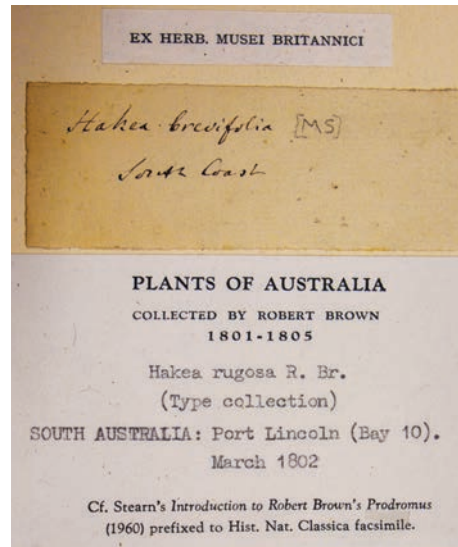 EX HERB. MUSEI BRITANNICI
Hakea brevifolia [MS]
South Coast
PLANTS OF AUSTRALIA
COLLECTED BY ROBERT BROWN
1801-1805
Hakea rugosa R. Br.
(Type collection)
SOUTH AUSTRALIA: Port Lincoln (Bay 10).
March 1802
Cf. Stearn's Introduction to Robert Brown's Prodromus
(1960) prefixed to Hist. Nat. Classica facsimile.